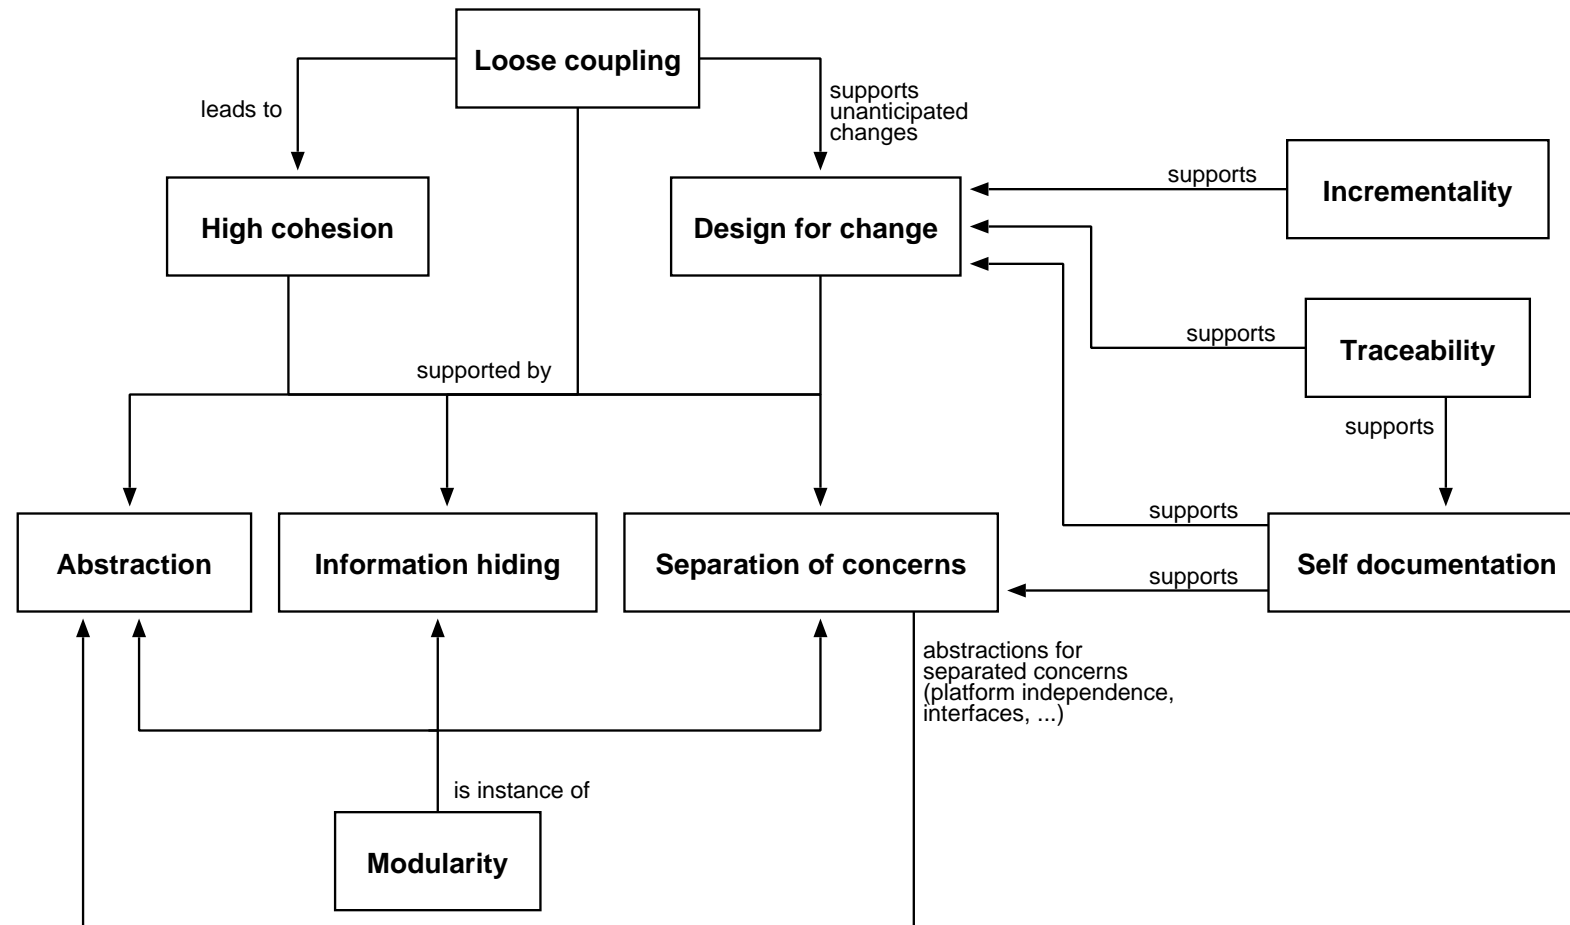 Loose coupling
leads to
supports
unanticipated
changes
supports
Incrementality
High cohesion
Design for change
supports
Traceability
supported by
supports
supports
Abstraction
Information hiding
Separation of concerns
supports
Self documentation
abstractions for
separated concerns
(platform independence,
interfaces, ...)
is instance of
Modularity